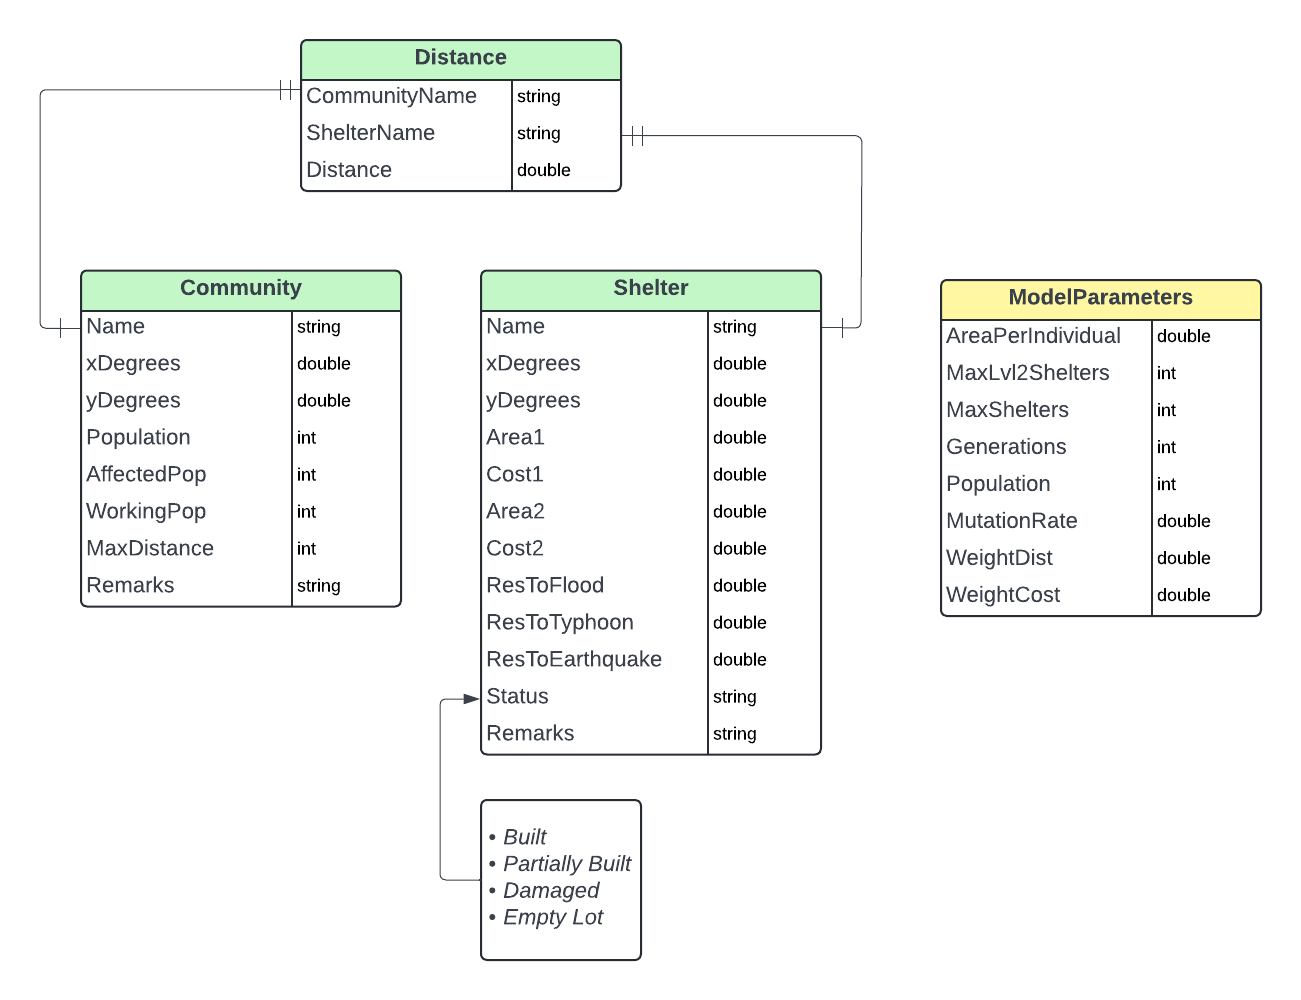 Distance
CommunityName string
ShelterName string
Distance double
Community
Name string
xDegrees double
yDegrees double
Population int
AffectedPop int
WorkingPop int
MaxDistance int
Remarks string
Shelter
Name string
xDegrees double
yDegrees double
Area1 double
Cost1 double
Area2 double
Cost2 double
ResToFlood double
ResToTyphoon double
ResToEarthquake double
Status string
Remarks string
ModelParameters
AreaPerIndividual double
MaxLvl2Shelters int
MaxShelters int
Generations int
Population int
MutationRate double
WeightDist double
WeightCost double
• Built
• Partially Built
• Damaged
• Empty Lot